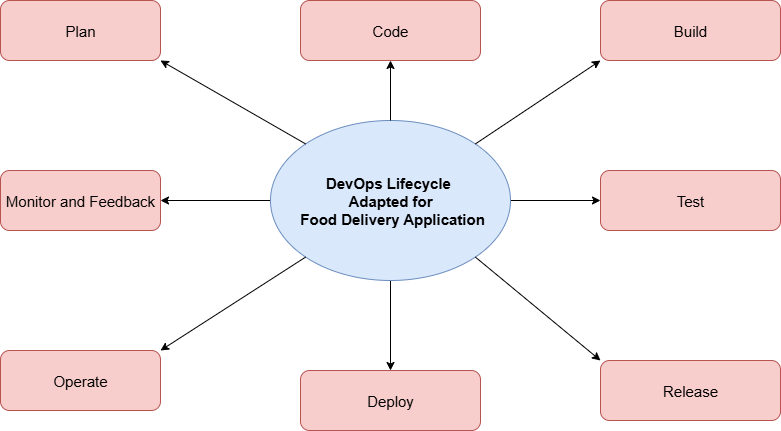 Plan
Code
Build
Monitor and Feedback
DevOps Lifecycle
Adapted for
Food Delivery Application
Test
Operate
Deploy
Release